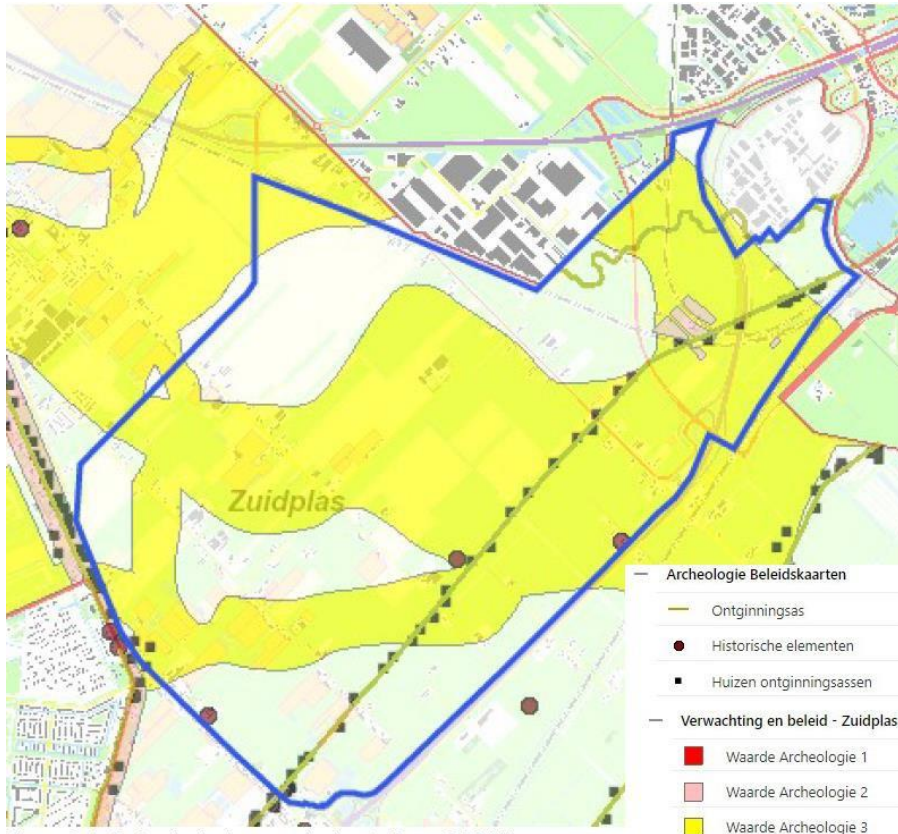 Zuidplas
Archeologie Beleidskaarten
Ontginningsas
Historische elementen
Huizen ontginningsassen
Verwachting en beleid - Zuidplas
Waarde Archeologie 1
Waarde Archeologie 2
Waarde Archeologie 3